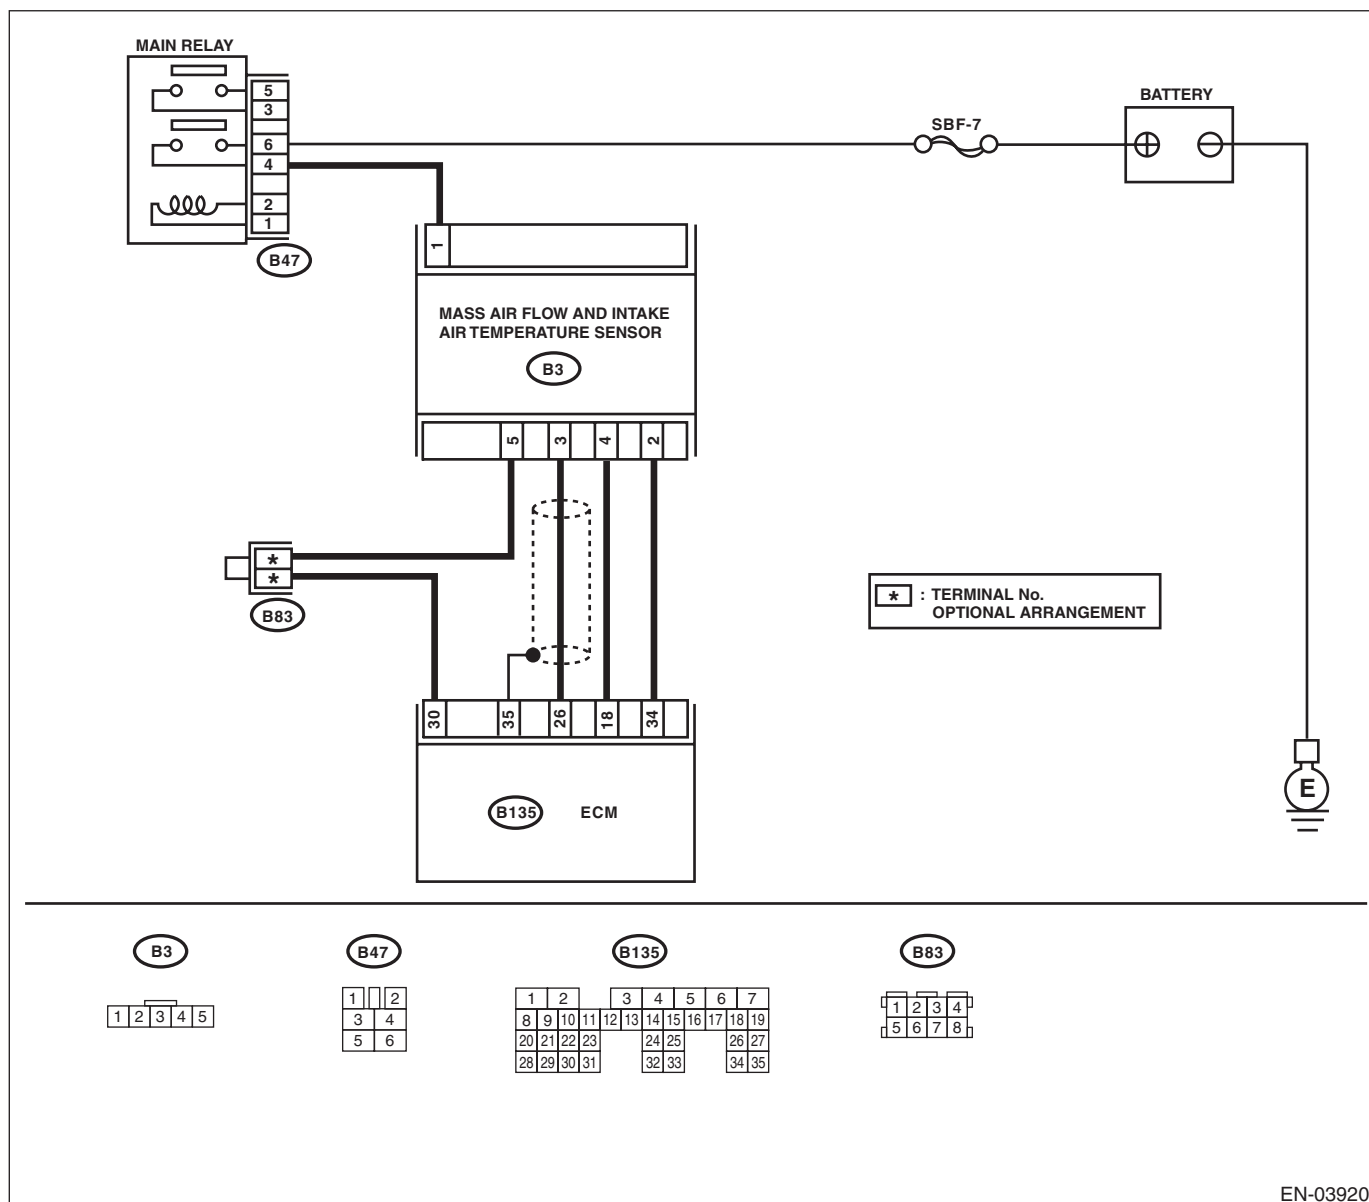 MAIN RELAY
5
3
6
4
2
1
B47
SBF-7
BATTERY
1
MASS AIR FLOW AND INTAKE
AIR TEMPERATURE SENSOR
B3
5 3 4 2
*
*
B83
* : TERMINAL No.
OPTIONAL ARRANGEMENT
30 35 26 18 34
B135 ECM
E
B3 B47 B135 B83
1 2 3 4 5
1 2
3 4
5 6
1 2 3 4 5 6 7
8 9 10 11 12 13 14 15 16 17 18 19
20 21 22 23 24 25 26 27
28 29 30 31 32 33 34 35
1 2 3 4
5 6 7 8
EN-03920